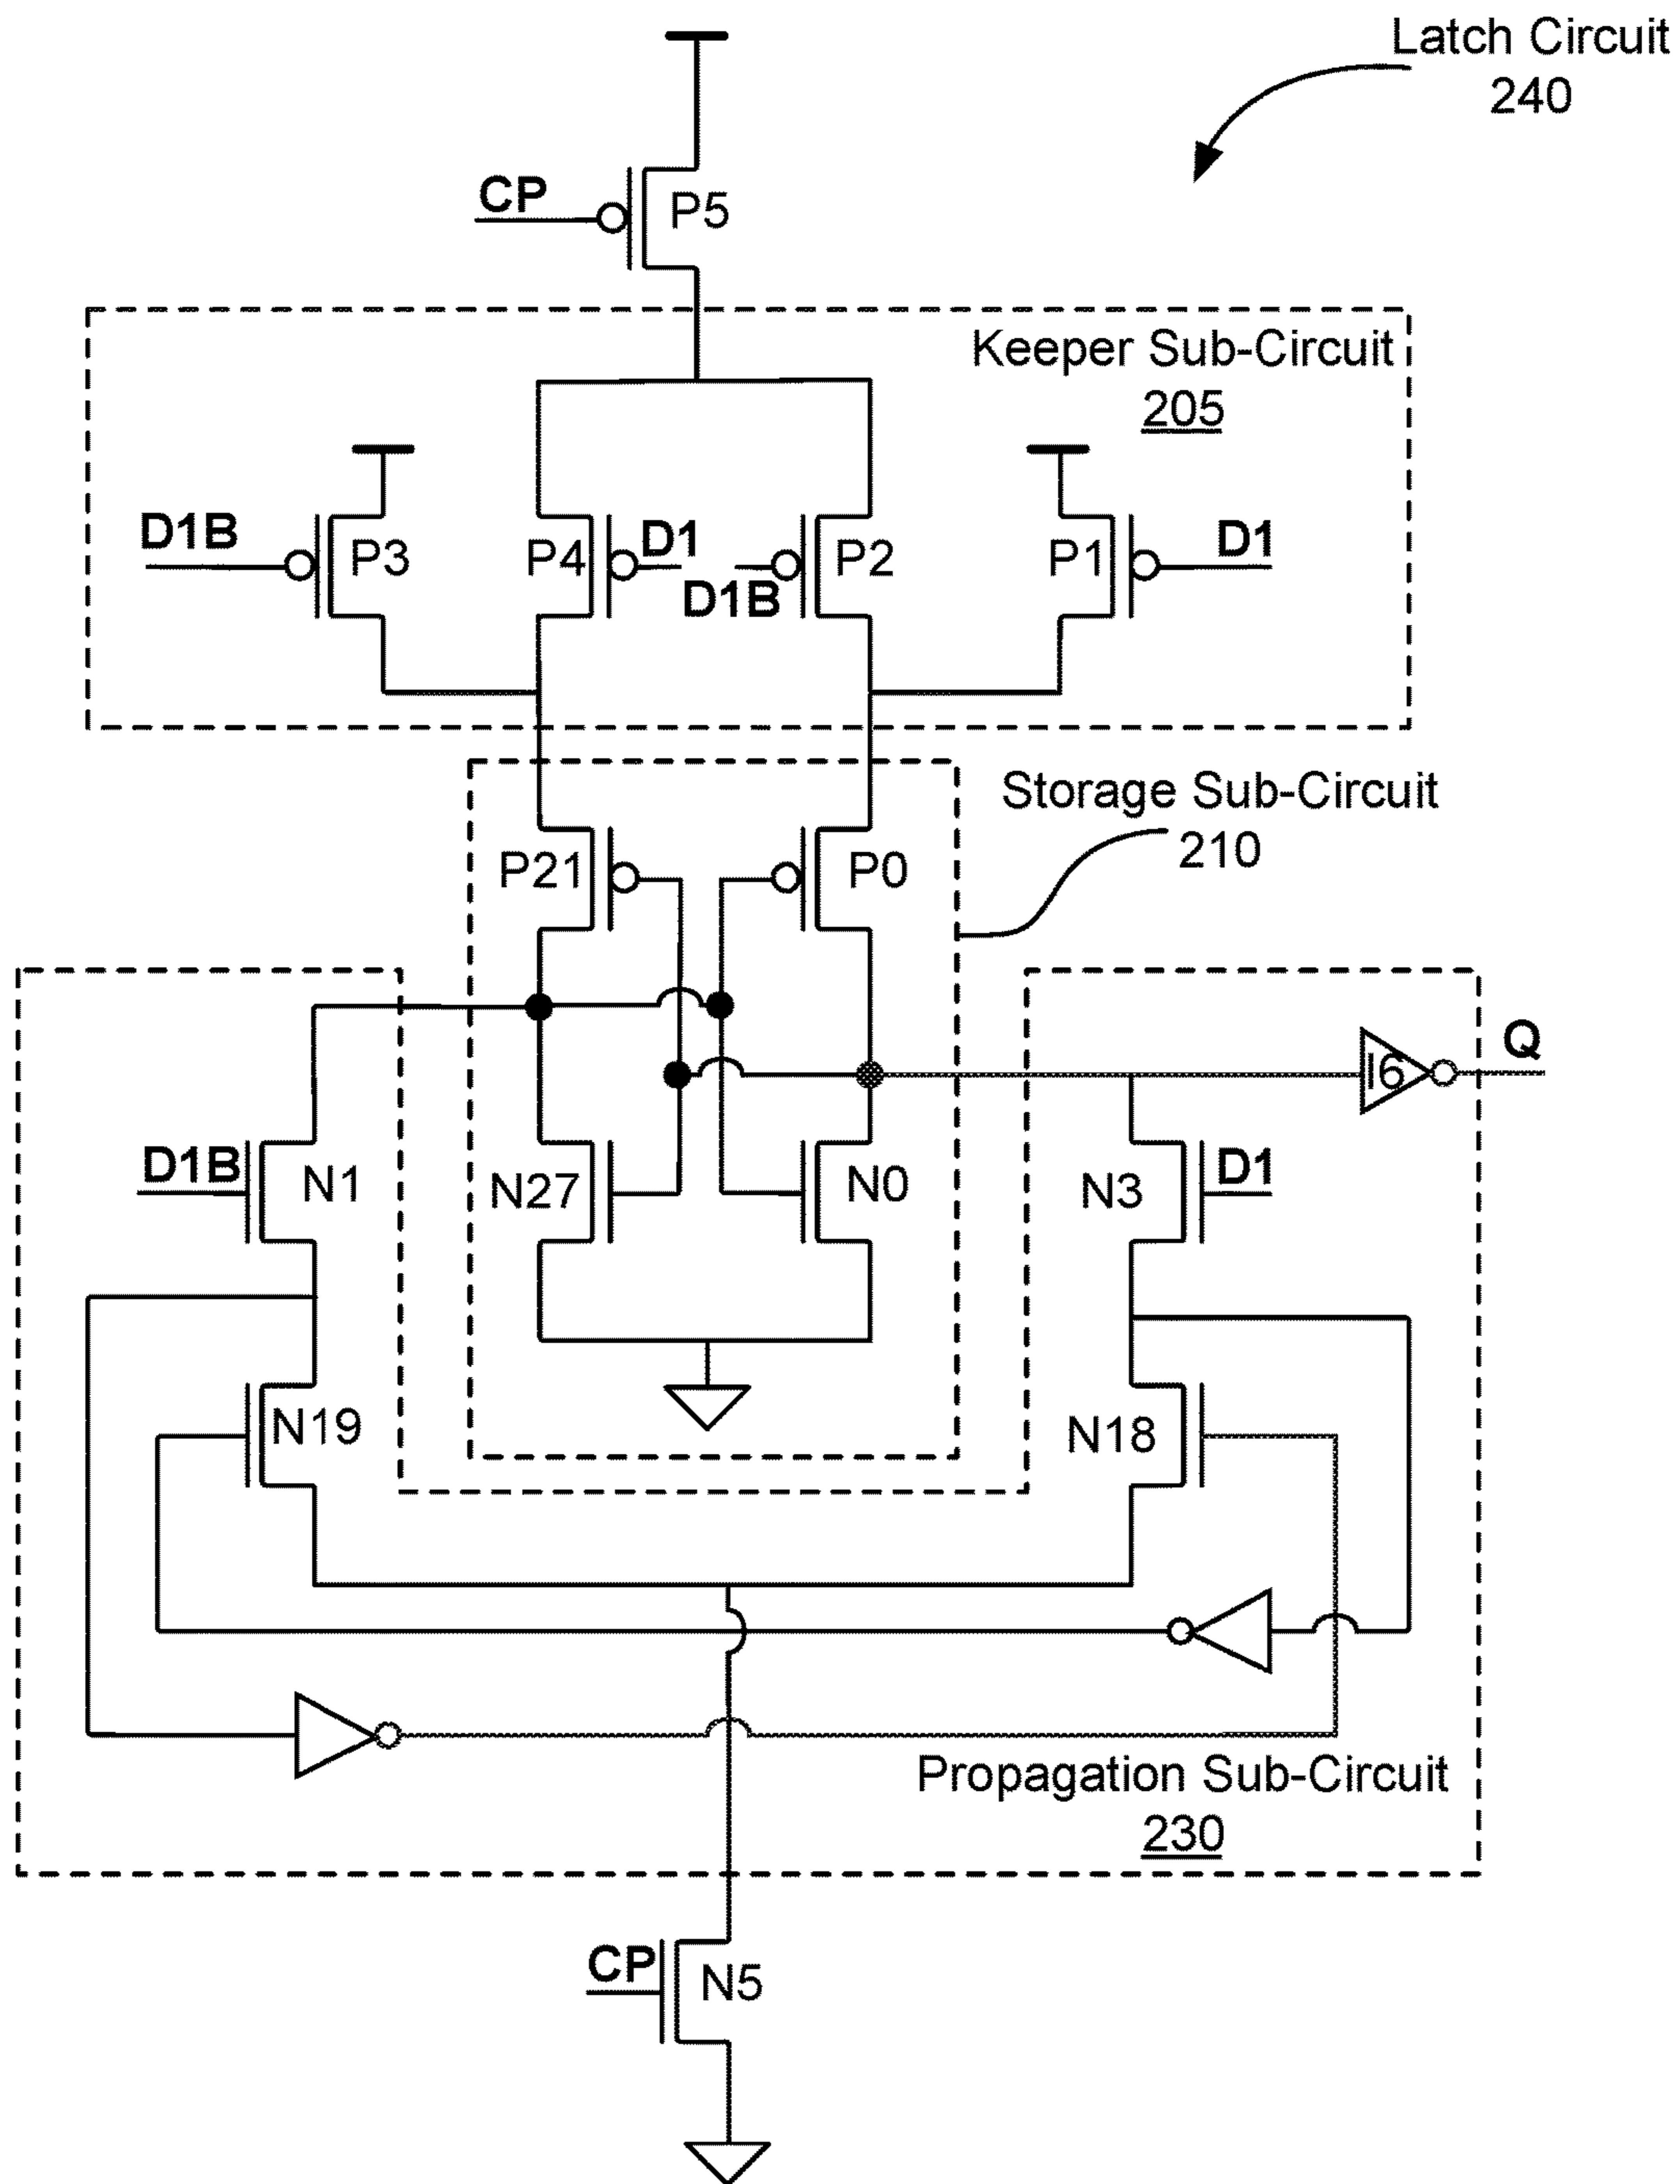 Latch Circuit
240
CP
P5
Keeper Sub-Circuit
205
D1B
P3
P4
D1
D1B
P2
P1
D1
Storage Sub-Circuit
210
P21
P0
I6
Q
D1B
N1
N27
N0
N3
D1
N19
N18
Propagation Sub-Circuit
230
CP
N5